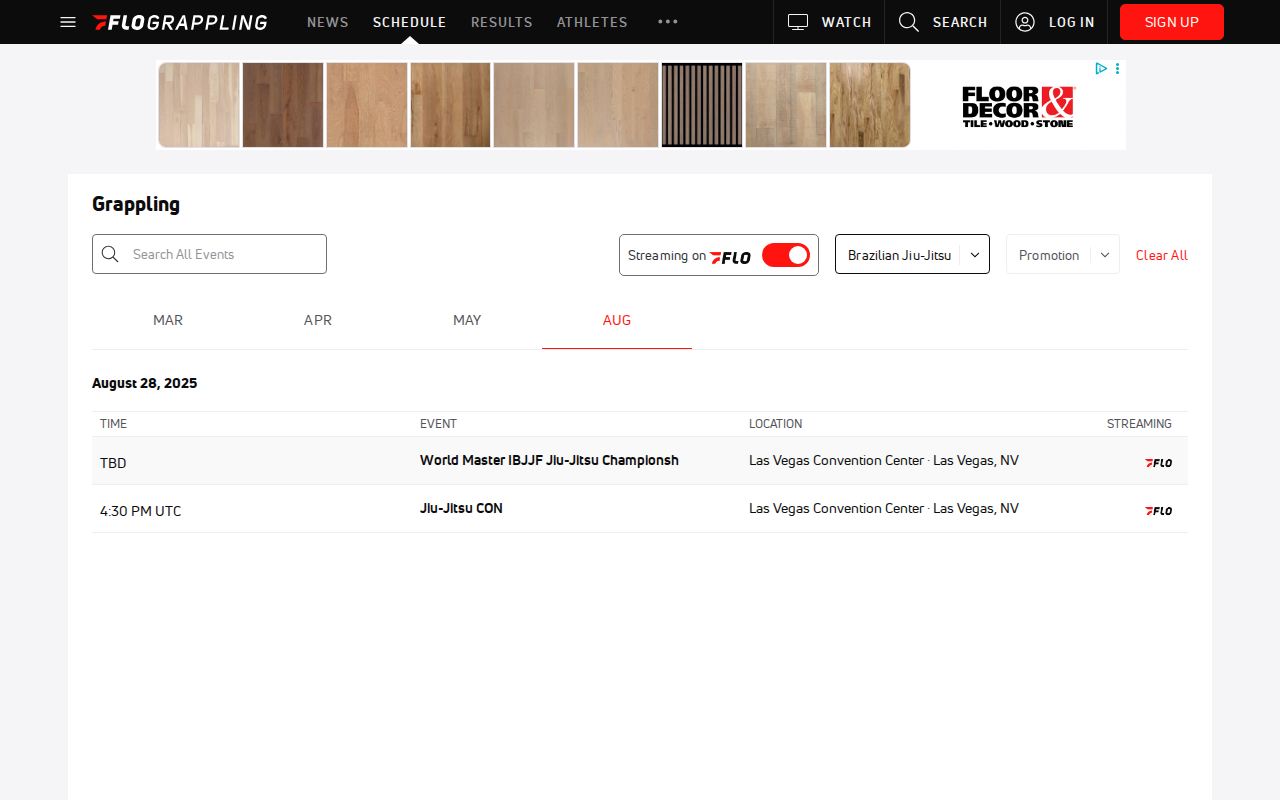 FLOGRAPPLING NEWS SCHEDULE RESULTS ATHLETES WATCH SEARCH LOG IN SIGN UP
FLOOR & DECOR
TILE • WOOD • STONE
Grappling
Search All Events Streaming on FLO Brazilian Jiu-Jitsu Promotion Clear All
MAR APR MAY AUG
August 28, 2025
TIME EVENT LOCATION STREAMING
TBD World Master IBJJF Jiu-Jitsu Championsh Las Vegas Convention Center · Las Vegas, NV FLO
4:30 PM UTC Jiu-Jitsu CON Las Vegas Convention Center · Las Vegas, NV FLO